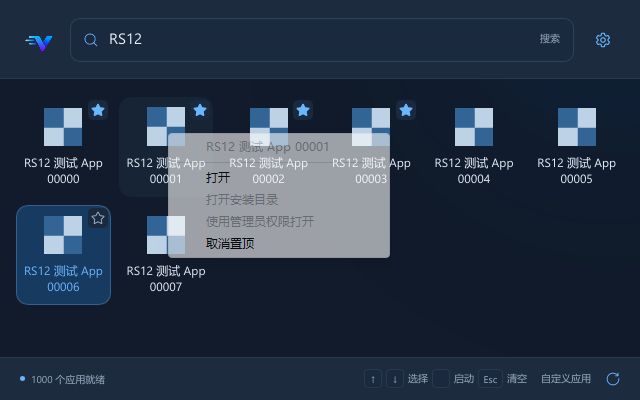 RS12
搜索
RS12 测试 App
00000
RS12 测试 App
00001
RS12 测试 App
00002
RS12 测试 App
00003
RS12 测试 App
00004
RS12 测试 App
00005
RS12 测试 App 00001
打开
打开安装目录
使用管理员权限打开
取消置顶
RS12 测试 App
00006
RS12 测试 App
00007
1000 个应用就绪
↑ ↓ 选择 启动 Esc 清空 自定义应用